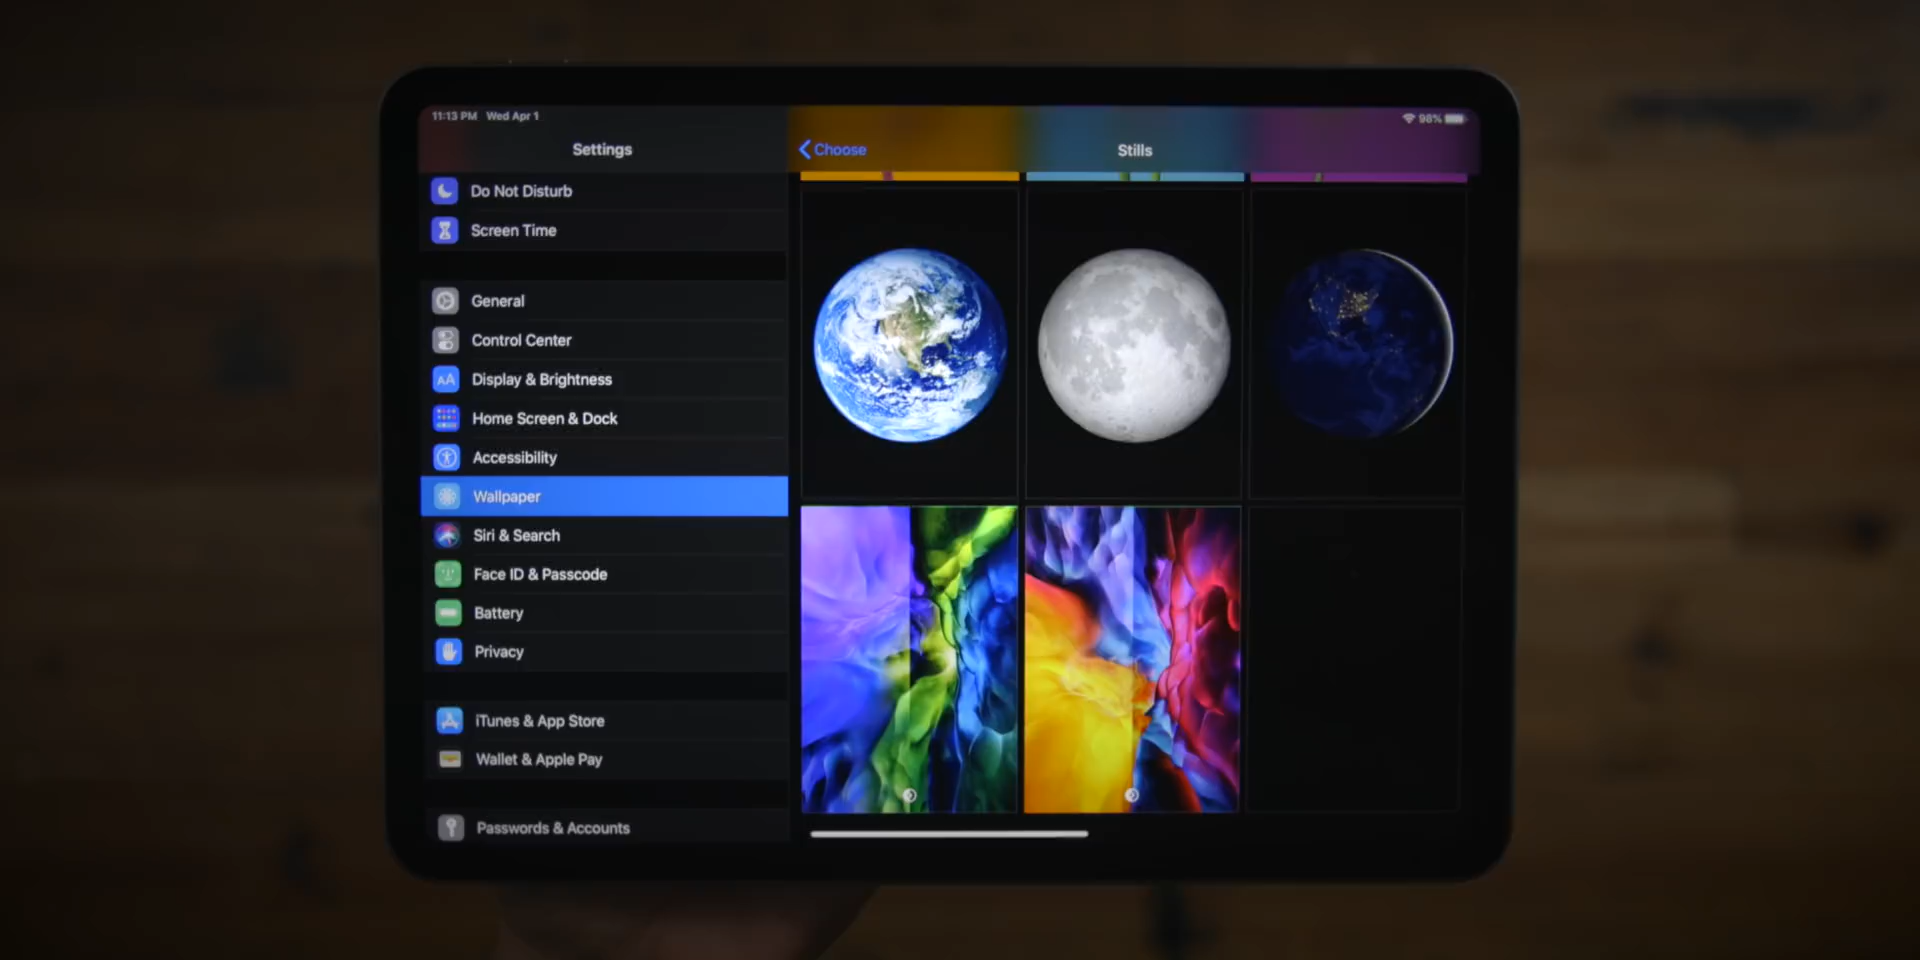 11:13 PM Wed Apr 1
98%
Settings
Choose
Stills
Do Not Disturb
Screen Time
General
Control Center
AA
Display & Brightness
Home Screen & Dock
Accessibility
Wallpaper
Siri & Search
Face ID & Passcode
Battery
Privacy
iTunes & App Store
Wallet & Apple Pay
Passwords & Accounts